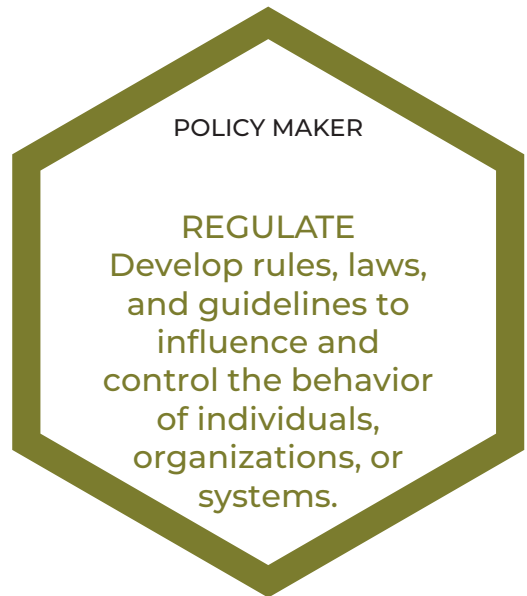 POLICY MAKER
REGULATE
Develop rules, laws,
and guidelines to
influence and
control the behavior
of individuals,
organizations, or
systems.